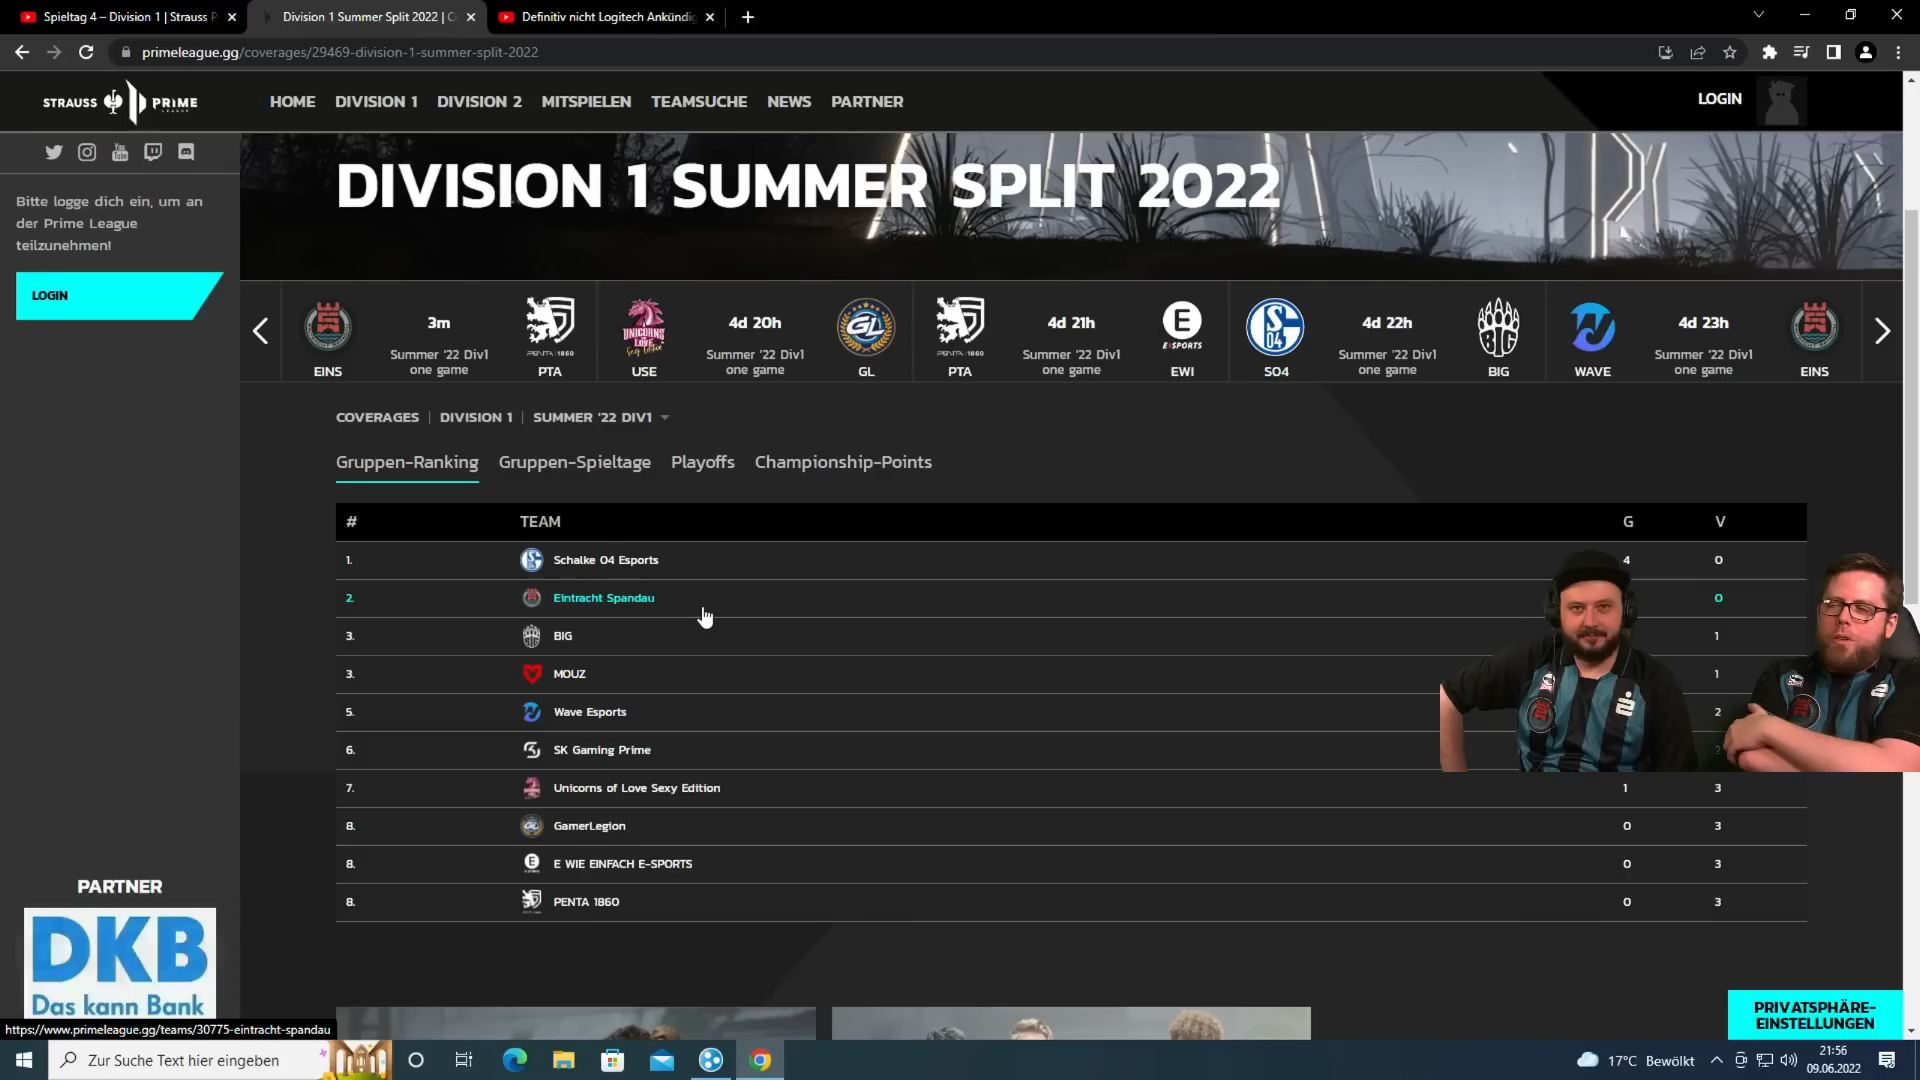 Spieltag 4 – Division 1 | Strauss P
Division 1 Summer Split 2022 | C
Definitiv nicht Logitech Ankündig
primeleague.gg/coverages/29469-division-1-summer-split-2022
STRAUSS PRIME
HOME DIVISION 1 DIVISION 2 MITSPIELEN TEAMSUCHE NEWS PARTNER
LOGIN
Bitte logge dich ein, um an
der Prime League
teilzunehmen!
LOGIN
DIVISION 1 SUMMER SPLIT 2022
EINS 3m Summer '22 Div1 one game PTA
USE 4d 20h Summer '22 Div1 one game GL
PTA 4d 21h Summer '22 Div1 one game EWI
S04 4d 22h Summer '22 Div1 one game BIG
WAVE 4d 23h Summer '22 Div1 one game EINS
COVERAGES | DIVISION 1 | SUMMER '22 DIV1
Gruppen-Ranking Gruppen-Spieltage Playoffs Championship-Points
# TEAM G V
1. Schalke 04 Esports 4 0
2. Eintracht Spandau 0
3. BIG 1
3. MOUZ 1
5. Wave Esports 2
6. SK Gaming Prime
7. Unicorns of Love Sexy Edition 1 3
8. GamerLegion 0 3
8. E WIE EINFACH E-SPORTS 0 3
8. PENTA 1860 0 3
PARTNER
DKB
Das kann Bank
PRIVATSPHÄRE-
EINSTELLUNGEN
https://www.primeleague.gg/teams/30775-eintracht-spandau
Zur Suche Text hier eingeben
17°C Bewölkt
21:56
09.06.2022